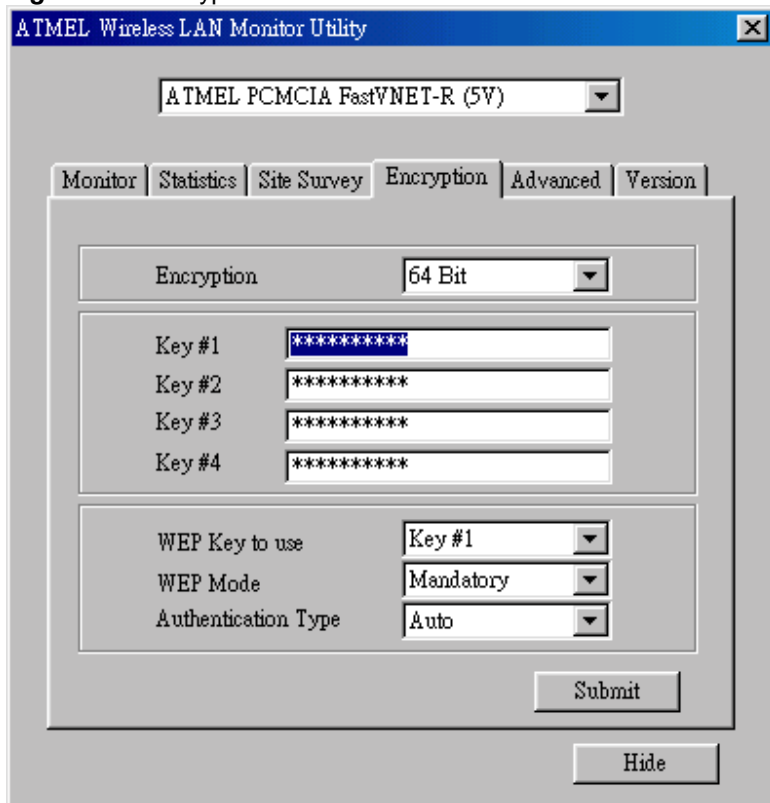 ATMEL Wireless LAN Monitor Utility
ATMEL PCMCIA FastVNET-R (5V)
Monitor Statistics Site Survey Encryption Advanced Version
Encryption 64 Bit
Key #1 **********
Key #2 **********
Key #3 **********
Key #4 **********
WEP Key to use Key #1
WEP Mode Mandatory
Authentication Type Auto
Submit
Hide